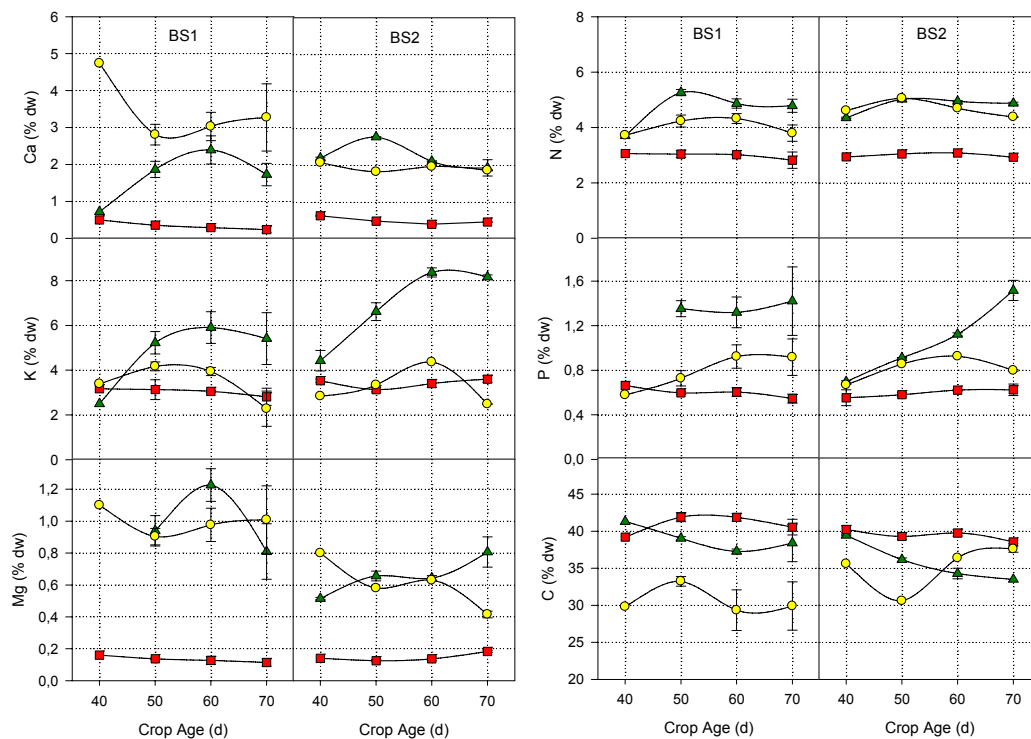 BS1
BS2
6
5
4
3
2
1
0
Ca (% dw)
8
6
4
2
0
K (% dw)
1,2
1,0
0,8
0,6
0,4
0,2
0,0
Mg (% dw)
40 50 60 70 40 50 60 70
Crop Age (d) Crop Age (d)
BS1
BS2
8
6
4
2
0
N (% dw)
1,6
1,2
0,8
0,4
0,0
P (% dw)
45
40
35
30
25
20
C (% dw)
40 50 60 70 40 50 60 70
Crop Age (d) Crop Age (d)